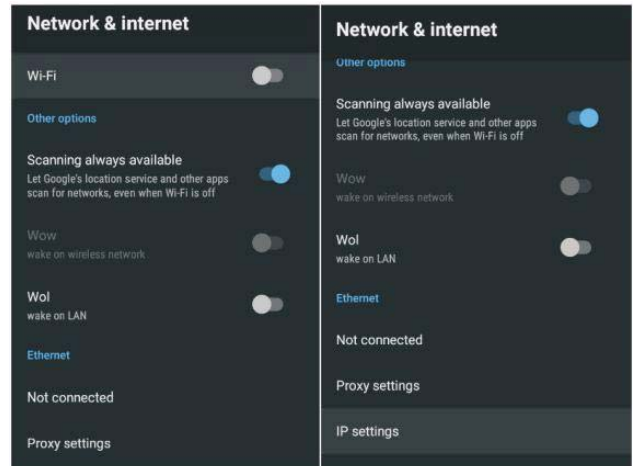 Network & internet
Wi-Fi
Other options
Scanning always available
Let Google's location service and other apps
scan for networks, even when Wi-Fi is off
Wow
wake on wireless network
Wol
wake on LAN
Ethernet
Not connected
Proxy settings
Network & internet
Other options
Scanning always available
Let Google's location service and other apps
scan for networks, even when Wi-Fi is off
Wow
wake on wireless network
Wol
wake on LAN
Ethernet
Not connected
Proxy settings
IP settings